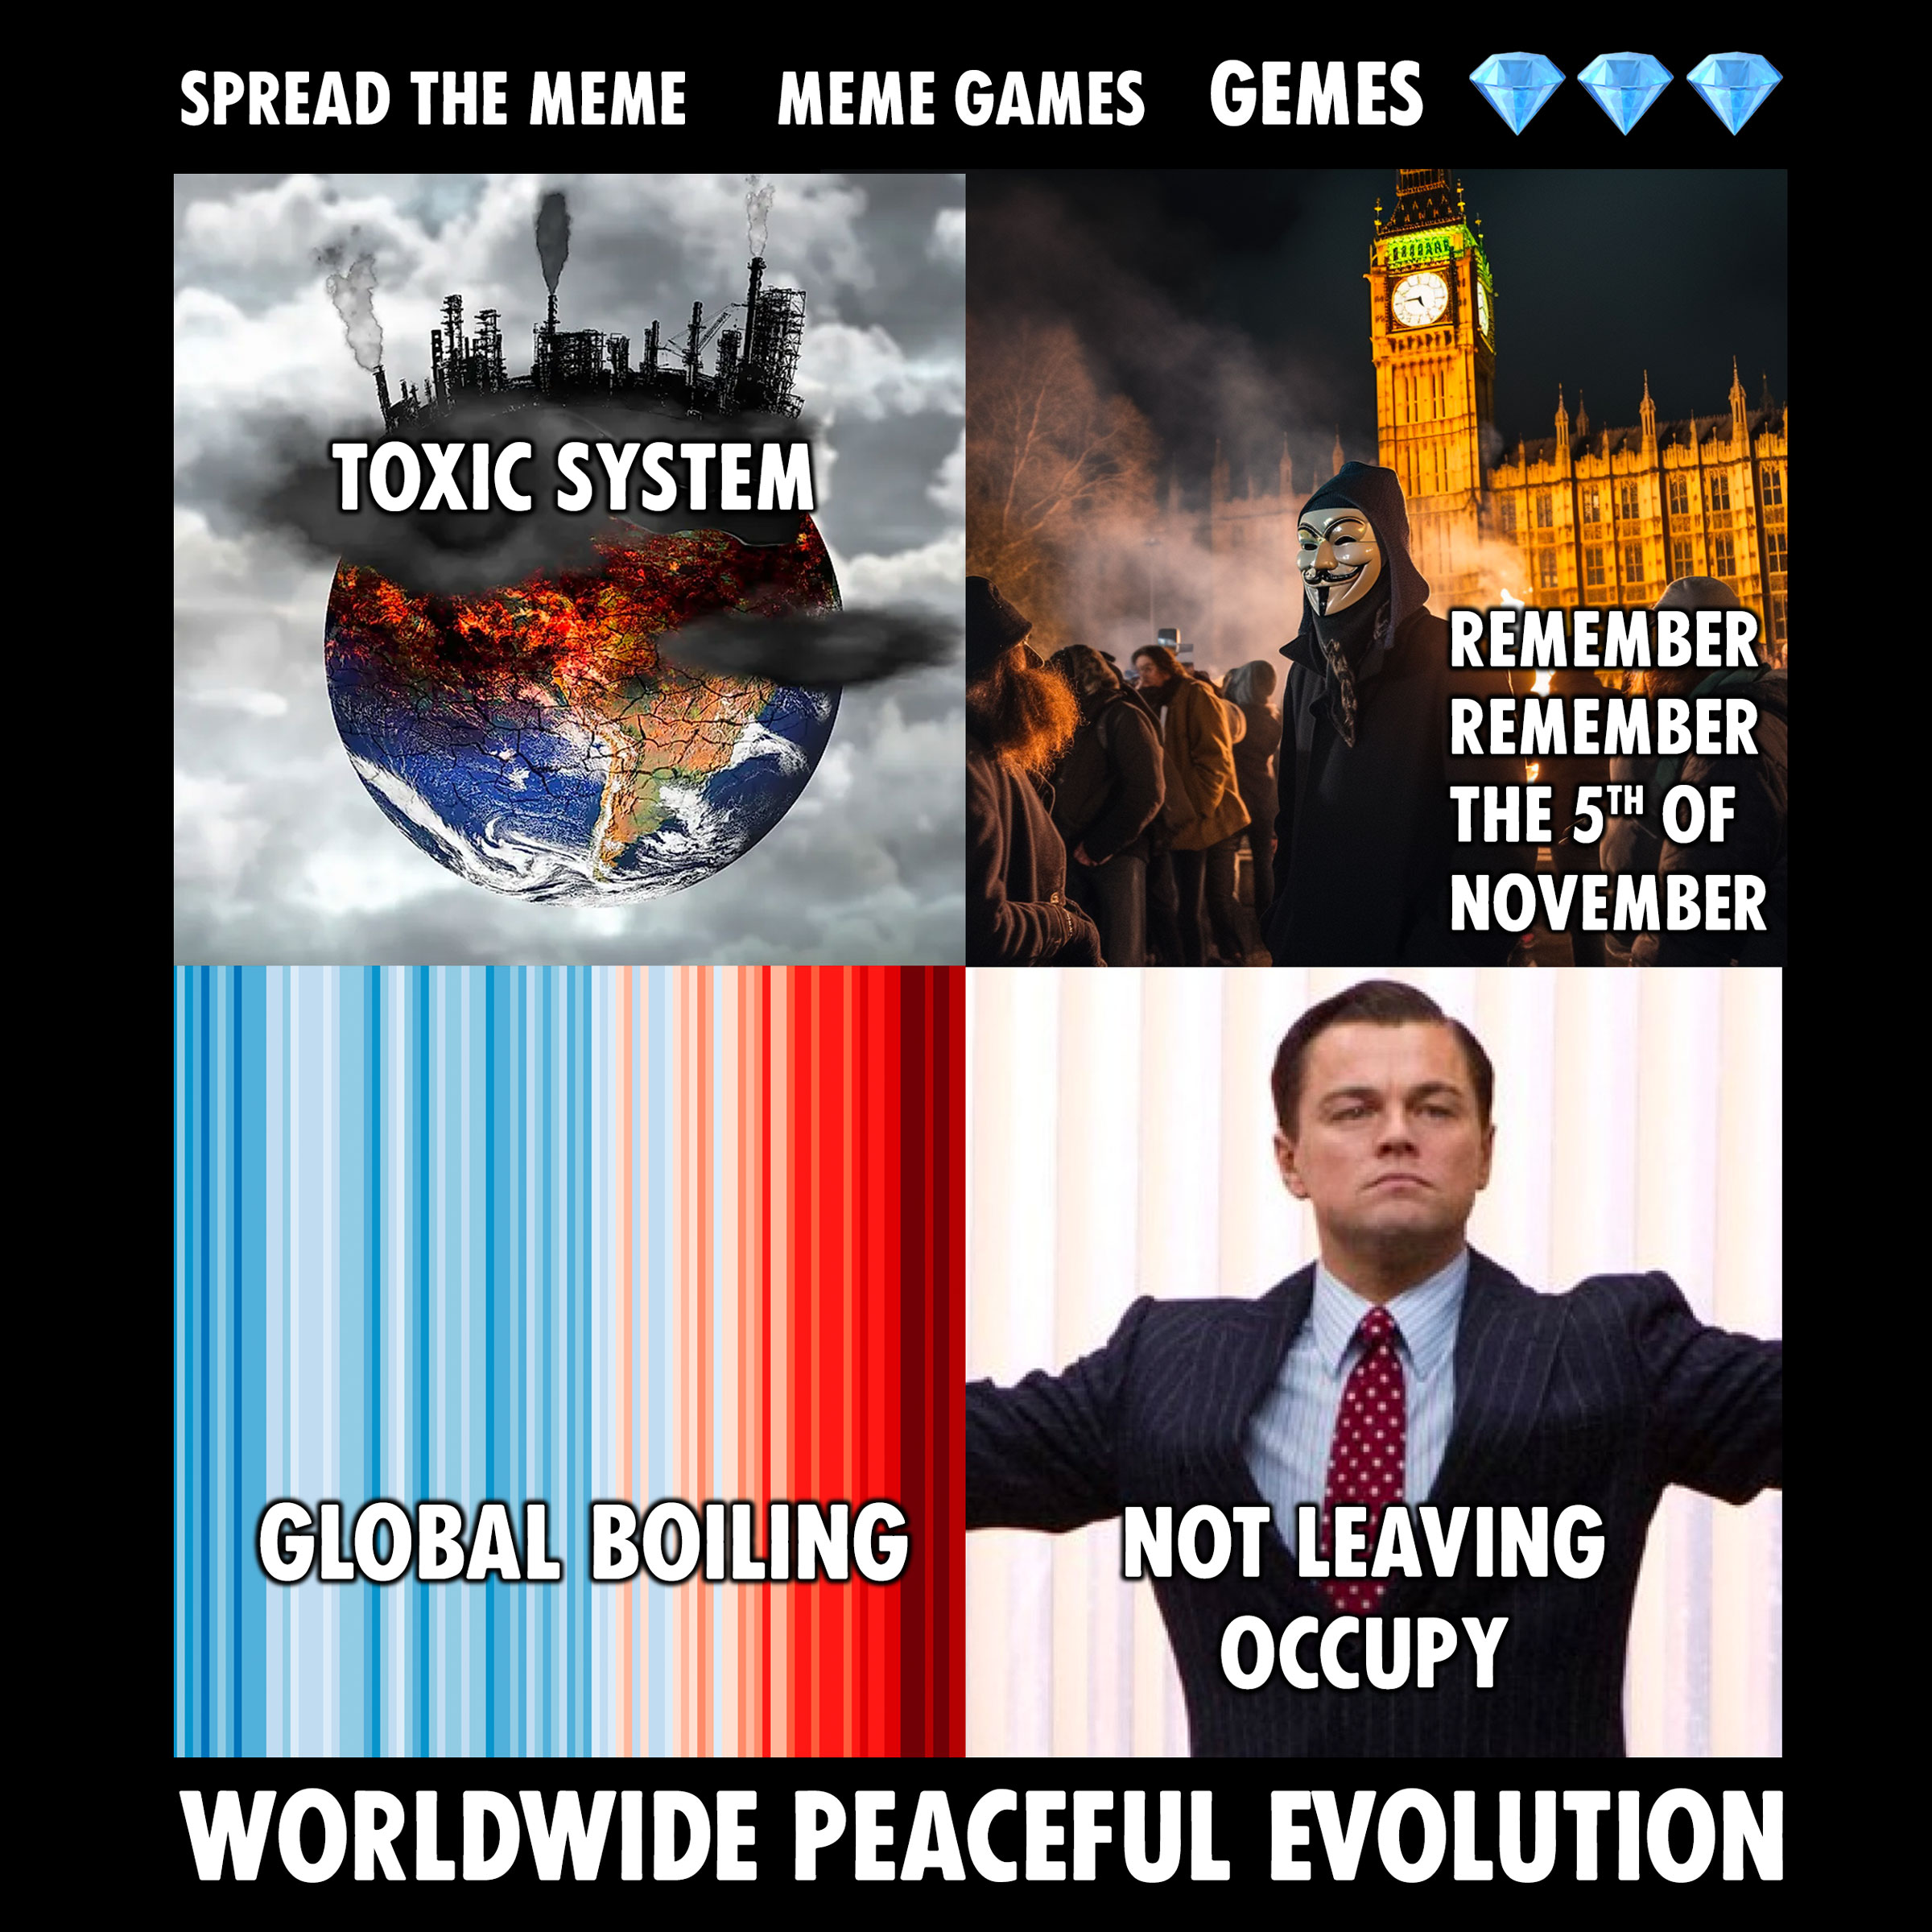 SPREAD THE MEME MEME GAMES GEMES
TOXIC SYSTEM
REMEMBER
REMEMBER
THE 5TH OF
NOVEMBER
GLOBAL BOILING
NOT LEAVING
OCCUPY
WORLDWIDE PEACEFUL EVOLUTION